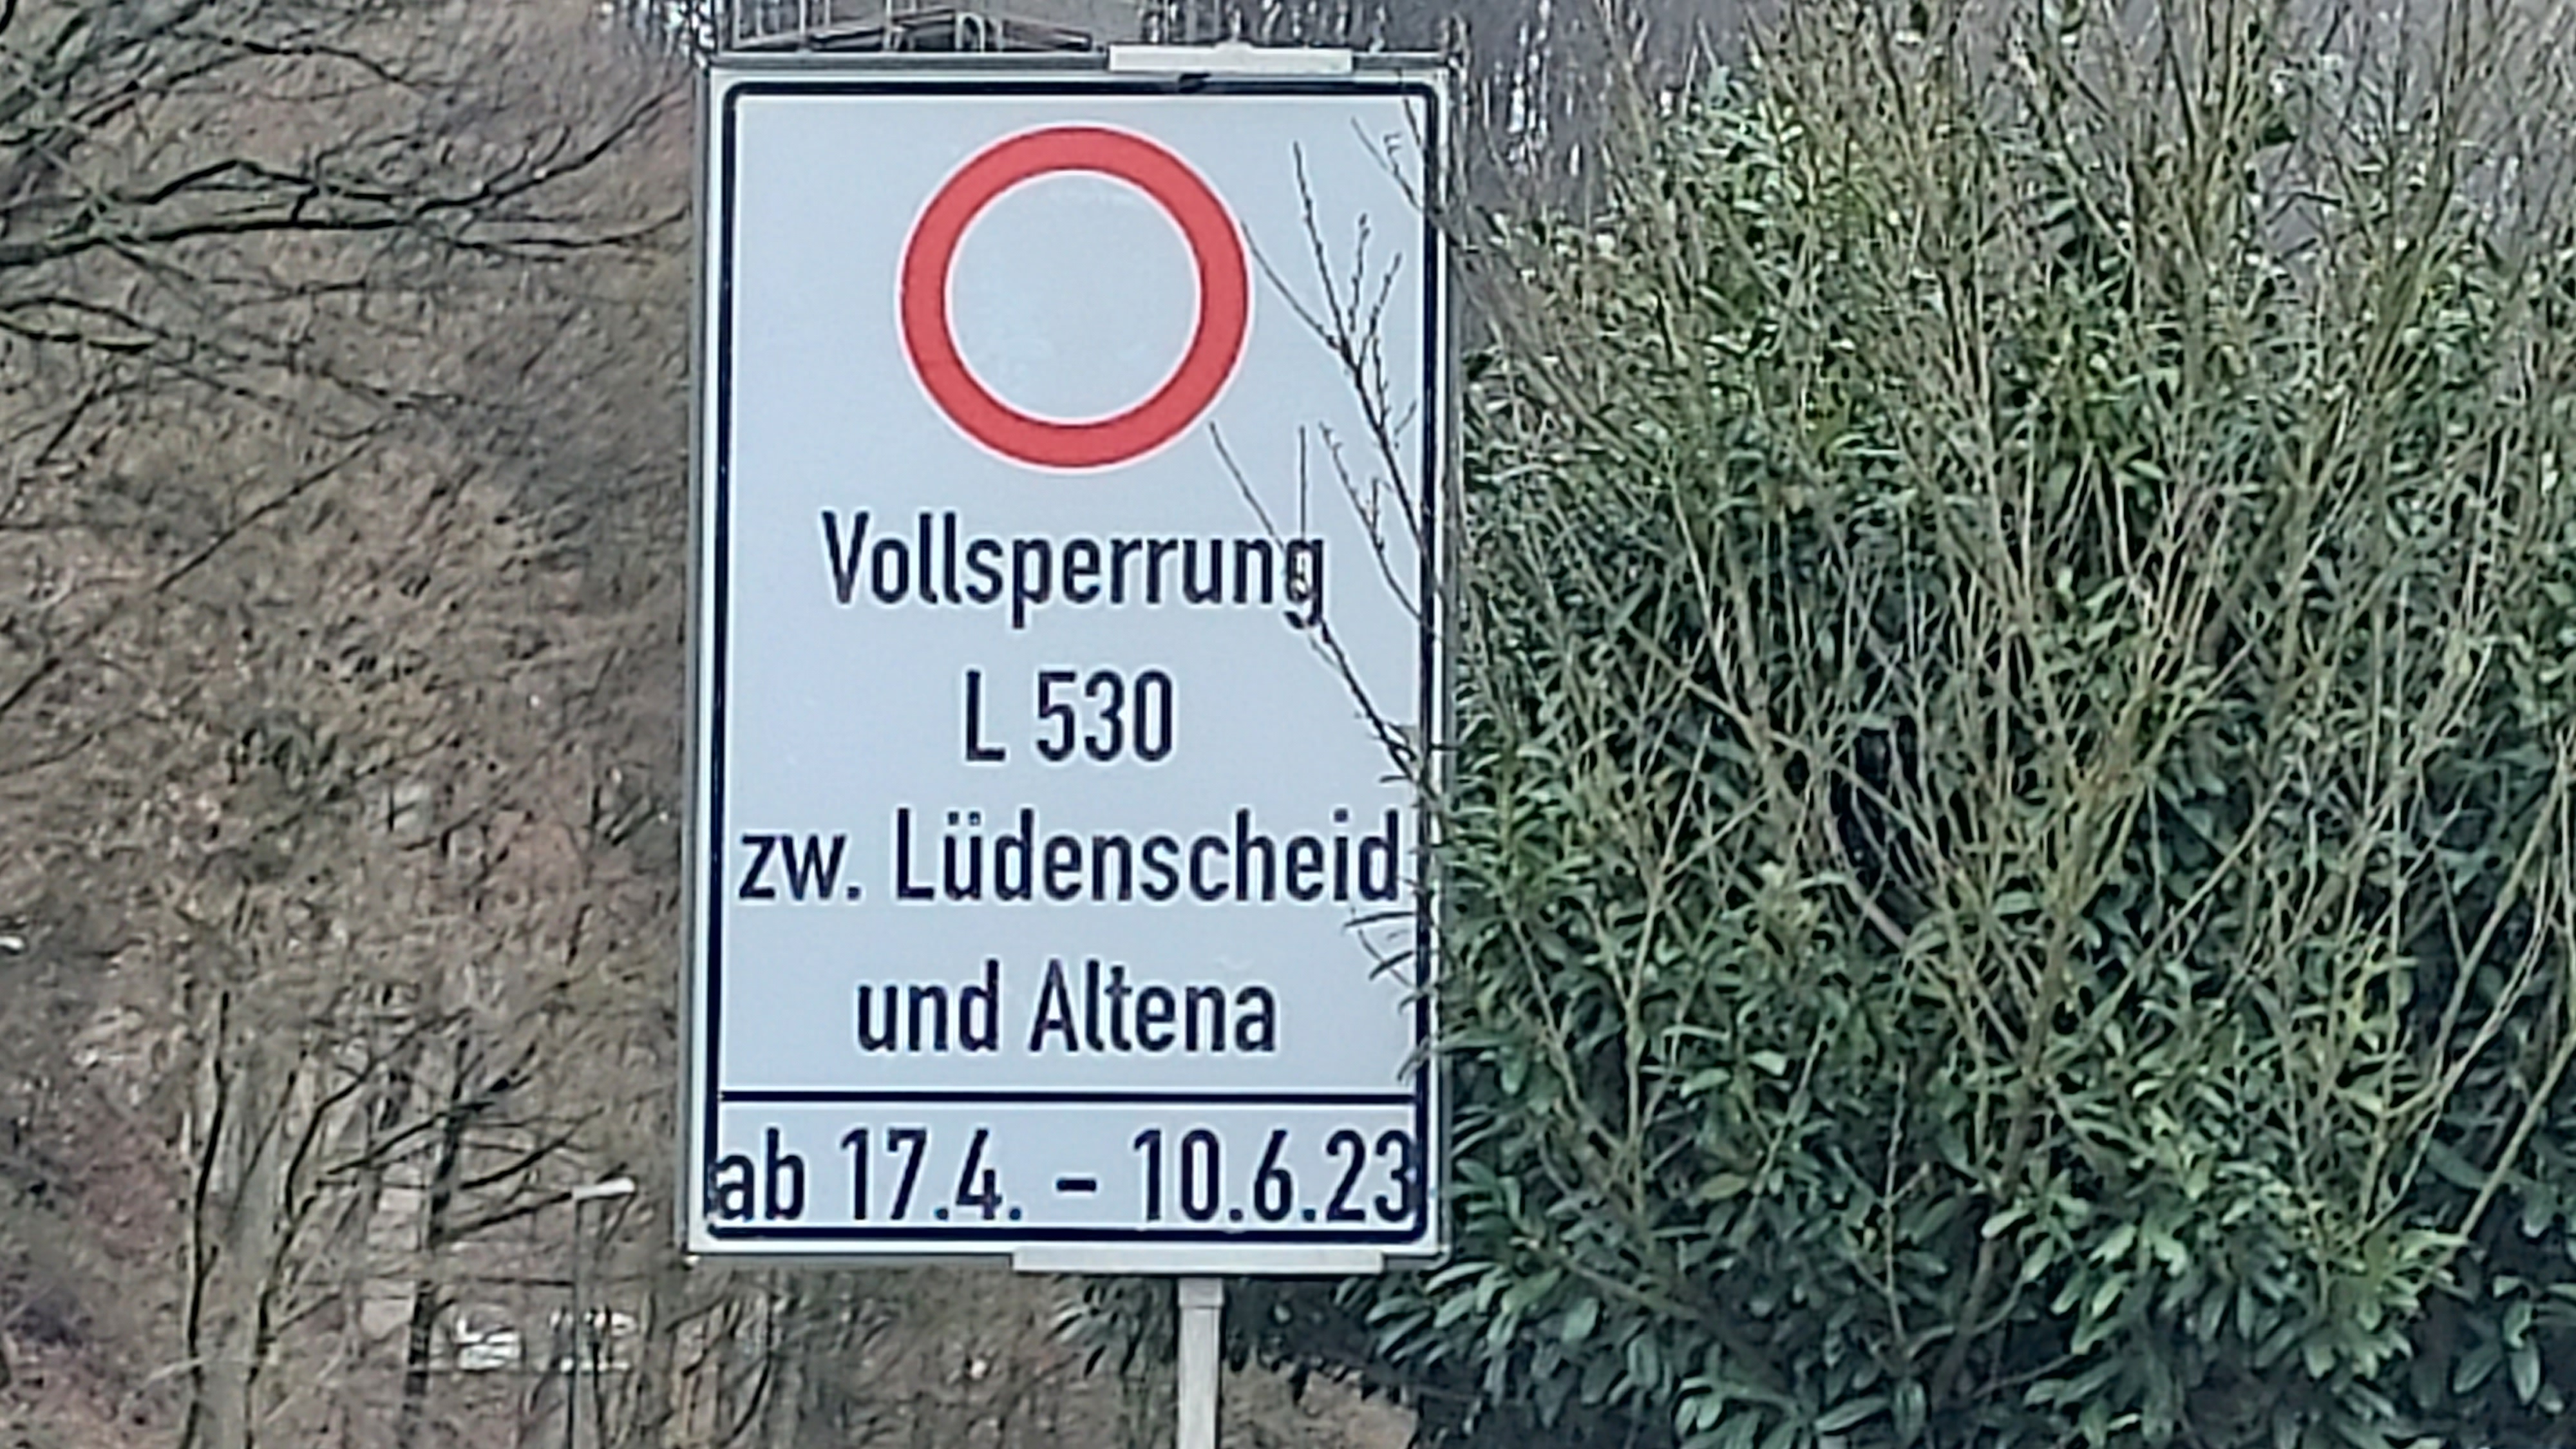 Vollsperrung
L 530
zw. Lüdenscheid
und Altena
ab 17.4. – 10.6.23